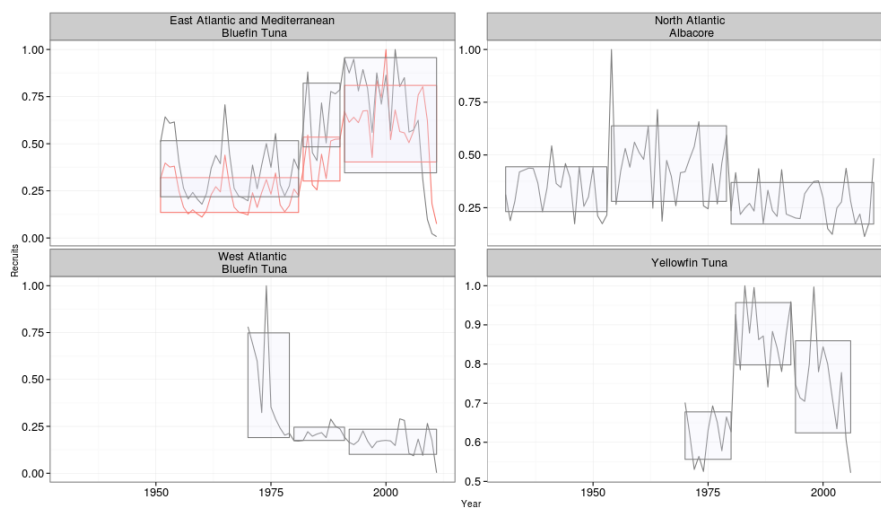 East Atlantic and Mediterranean
Bluefin Tuna
North Atlantic
Albacore
1.00
0.75
0.50
0.25
0.00
1.00
0.75
0.50
0.25
Recruits
West Atlantic
Bluefin Tuna
Yellowfin Tuna
1.00
0.75
0.50
0.25
0.00
1.0
0.9
0.8
0.7
0.6
0.5
1950
1975
2000
1950
1975
2000
Year